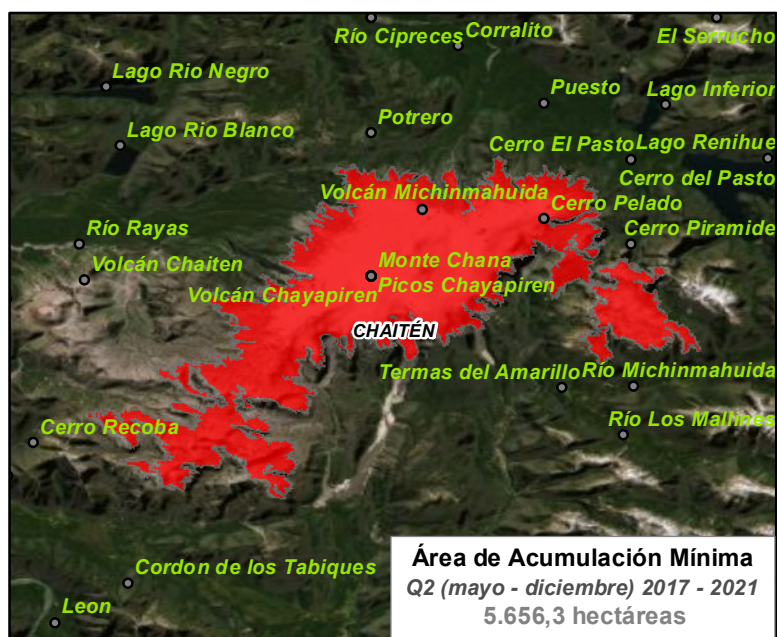 Río Cipreces
Corralito
El Serrucho
Lago Rio Negro
Puesto
Lago Inferior
Lago Rio Blanco
Potrero
Cerro El Pasto
Lago Renihue
Cerro del Pasto
Volcán Michinmahuida
Cerro Pelado
Río Rayas
Cerro Piramide
Volcán Chaiten
Monte Chana
Volcán Chayapiren
Picos Chayapiren
CHAITÉN
Termas del Amarillo
Río Michinmahuida
Cerro Recoba
Río Los Mallines
Cordon de los Tabiques
Leon
Área de Acumulación Mínima
Q2 (mayo - diciembre) 2017 - 2021
5.656,3 hectáreas